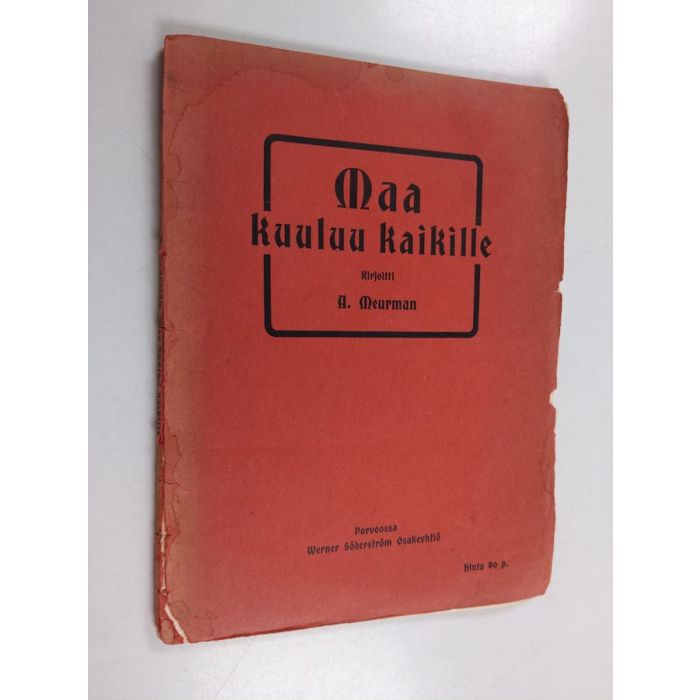 Maa
kuuluu kaikille
Kirjoitti
A. Meurman
Porvoossa
Werner Söderström Osakeyhtiö
Hinta 80 p.